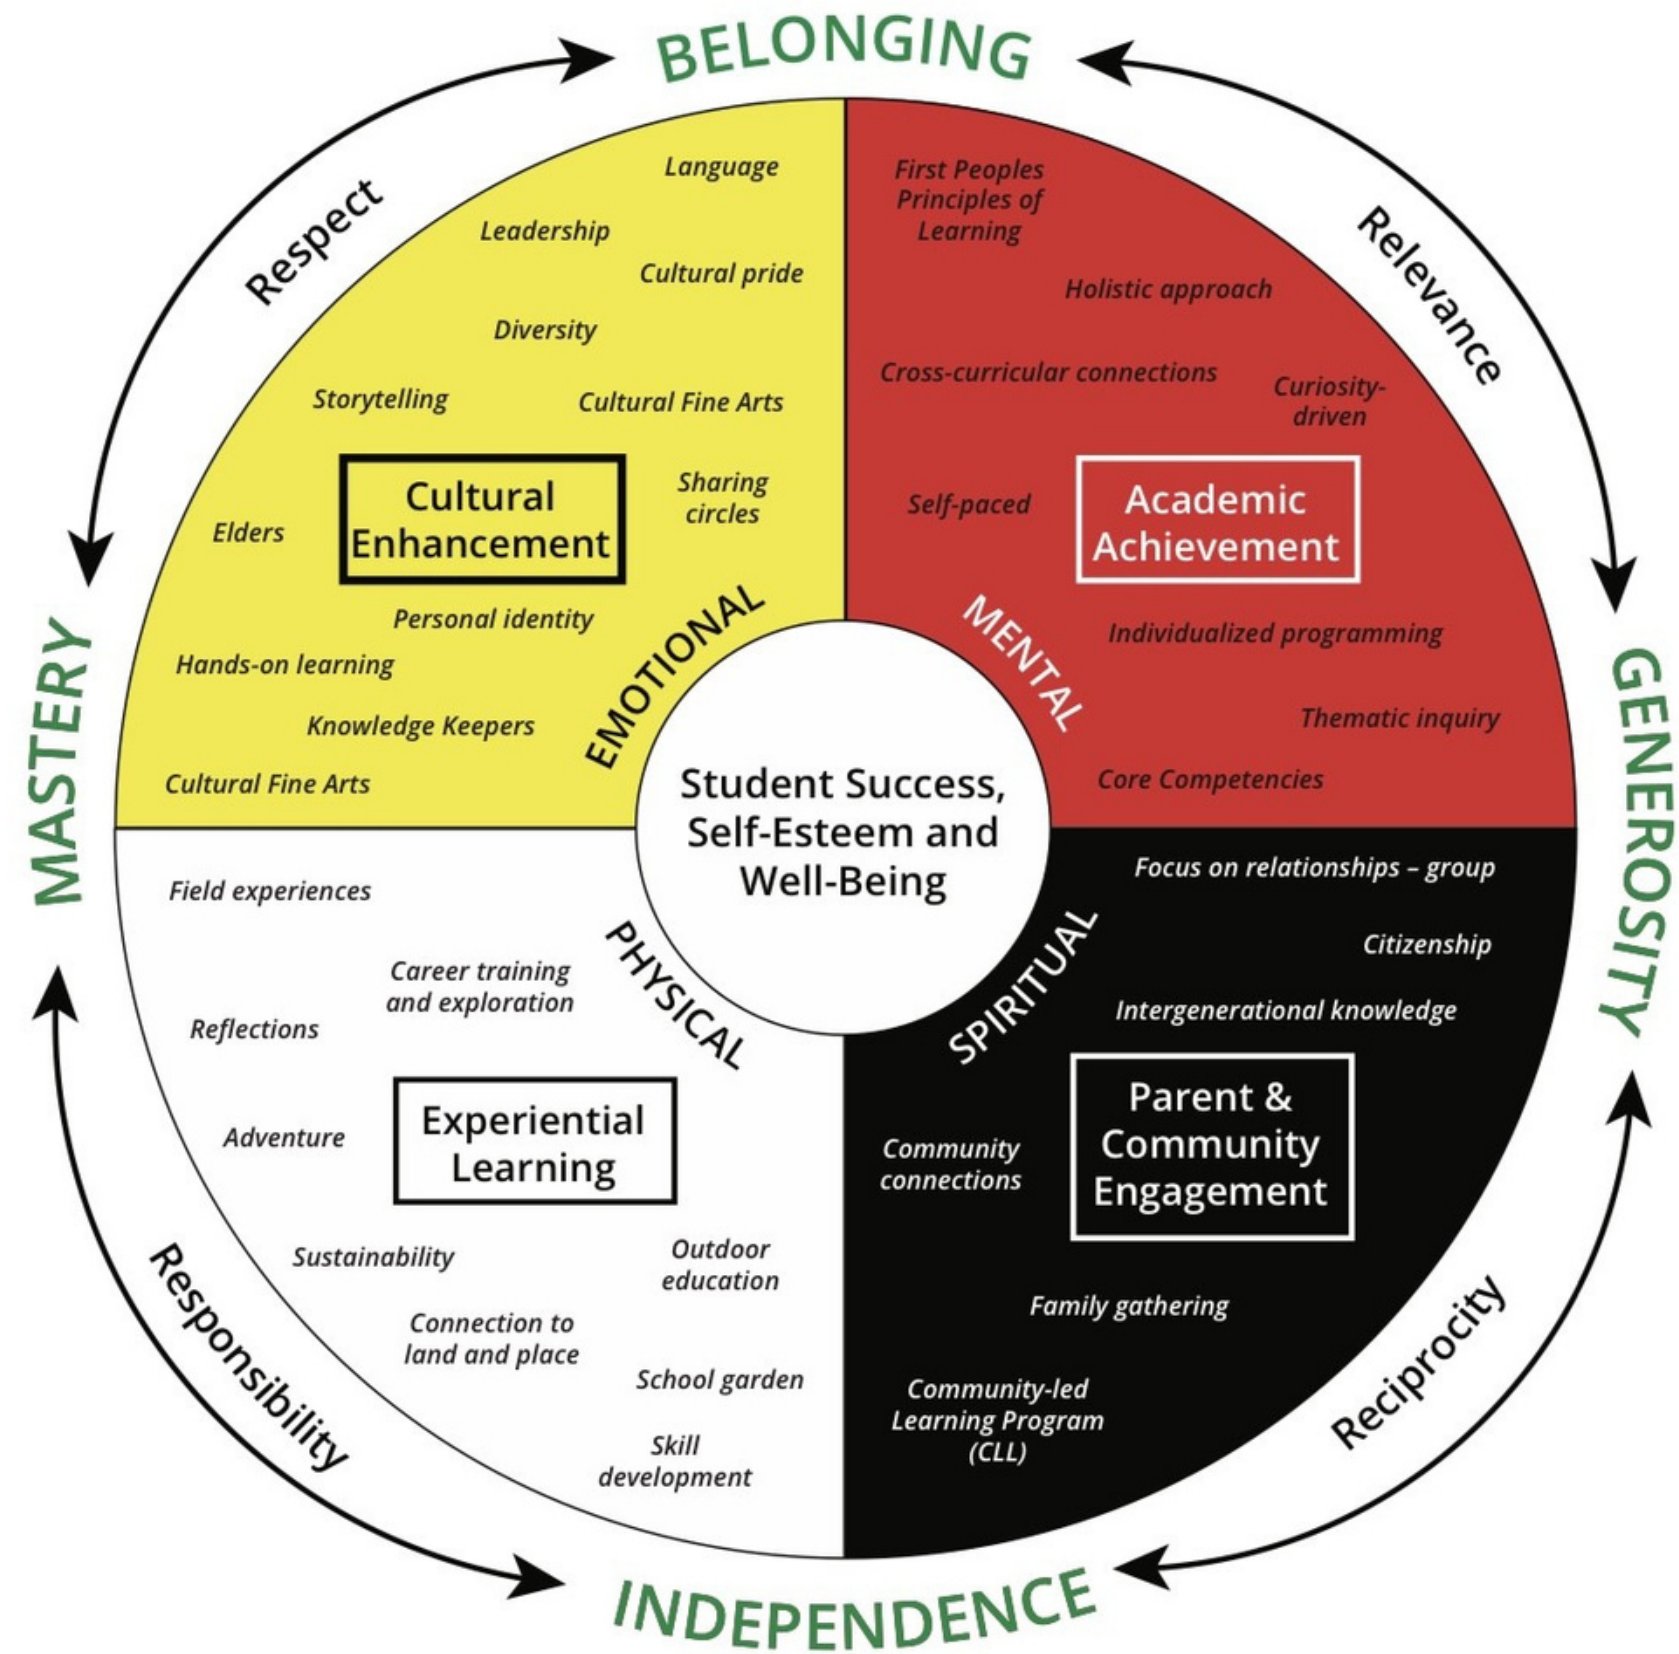 BELONGING
Respect
Relevance
MASTERY
GENEROSITY
Responsibility
Reciprocity
INDEPENDENCE
Language
Leadership
Cultural pride
Diversity
Storytelling
Cultural Fine Arts
Cultural
Enhancement
Sharing
circles
Elders
Personal identity
Hands-on learning
Knowledge Keepers
Cultural Fine Arts
EMOTIONAL
First Peoples
Principles of
Learning
Holistic approach
Cross-curricular connections
Curiosity-
driven
Self-paced
Academic
Achievement
MENTAL
Individualized programming
Thematic inquiry
Core Competencies
Student Success,
Self-Esteem and
Well-Being
Field experiences
Career training
and exploration
PHYSICAL
Reflections
Experiential
Learning
Adventure
Sustainability
Outdoor
education
Connection to
land and place
School garden
Skill
development
Focus on relationships – group
Citizenship
SPIRITUAL
Intergenerational knowledge
Parent &
Community
Engagement
Community
connections
Family gathering
Community-led
Learning Program
(CLL)